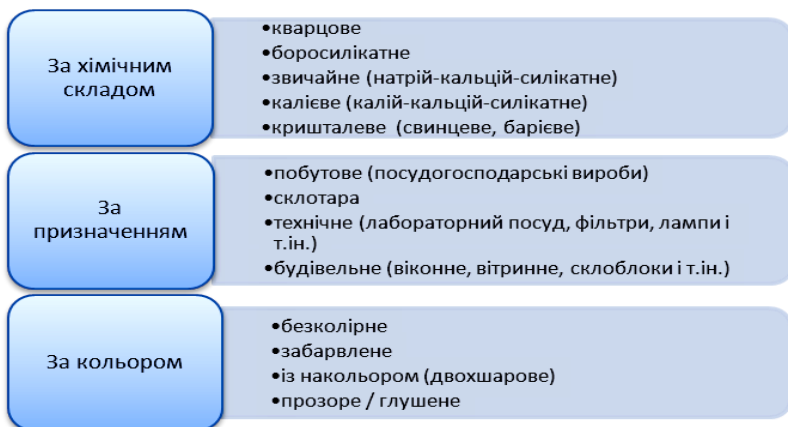 За хімічним
складом
•кварцове
•боросилікатне
•звичайне (натрій-кальцій-силікатне)
•калієве (калій-кальцій-силікатне)
•кришталеве (свинцеве, барієве)
За
призначенням
•побутове (посудогосподарські вироби)
•склотара
•технічне (лабораторний посуд, фільтри, лампи і
т.ін.)
•будівельне (віконне, вітринне, склоблоки і т.ін.)
За кольором
•безколірне
•забарвлене
•із накольором (двохшарове)
•прозоре / глушене